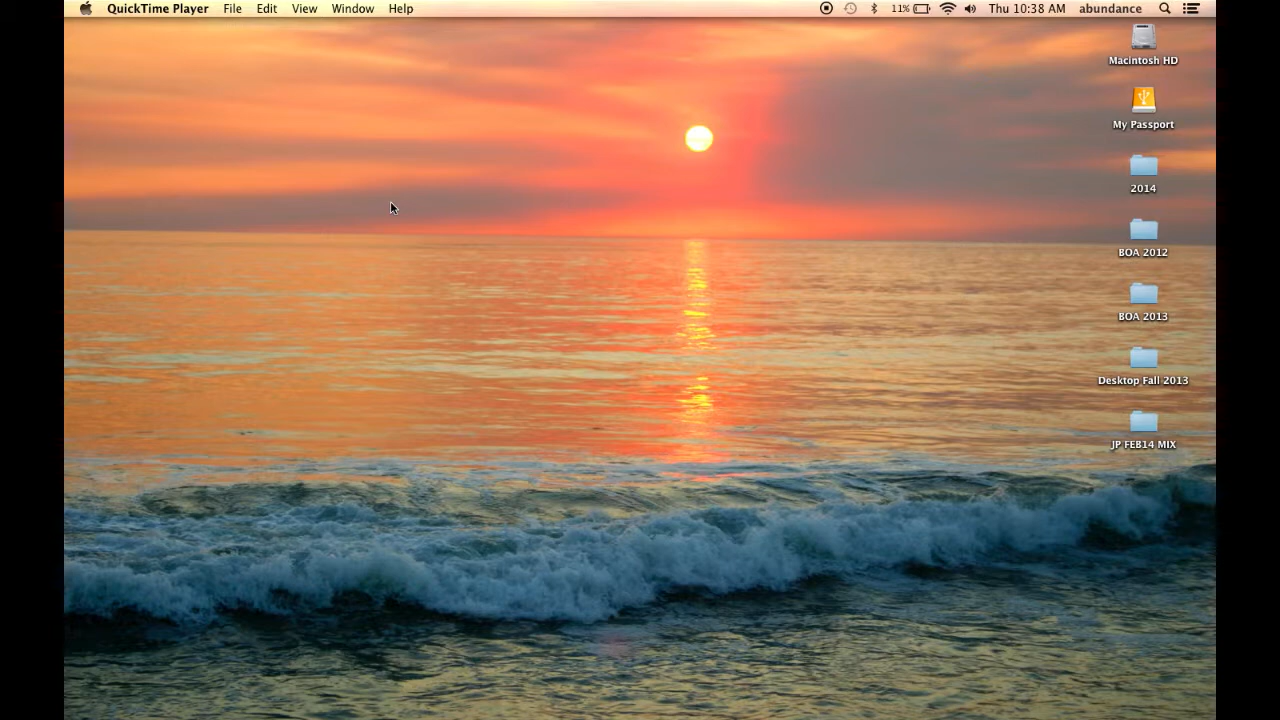 QuickTime Player File Edit View Window Help 11% Thu 10:38 AM abundance
Macintosh HD
My Passport
2014
BOA 2012
BOA 2013
Desktop Fall 2013
JP FEB14 MIX